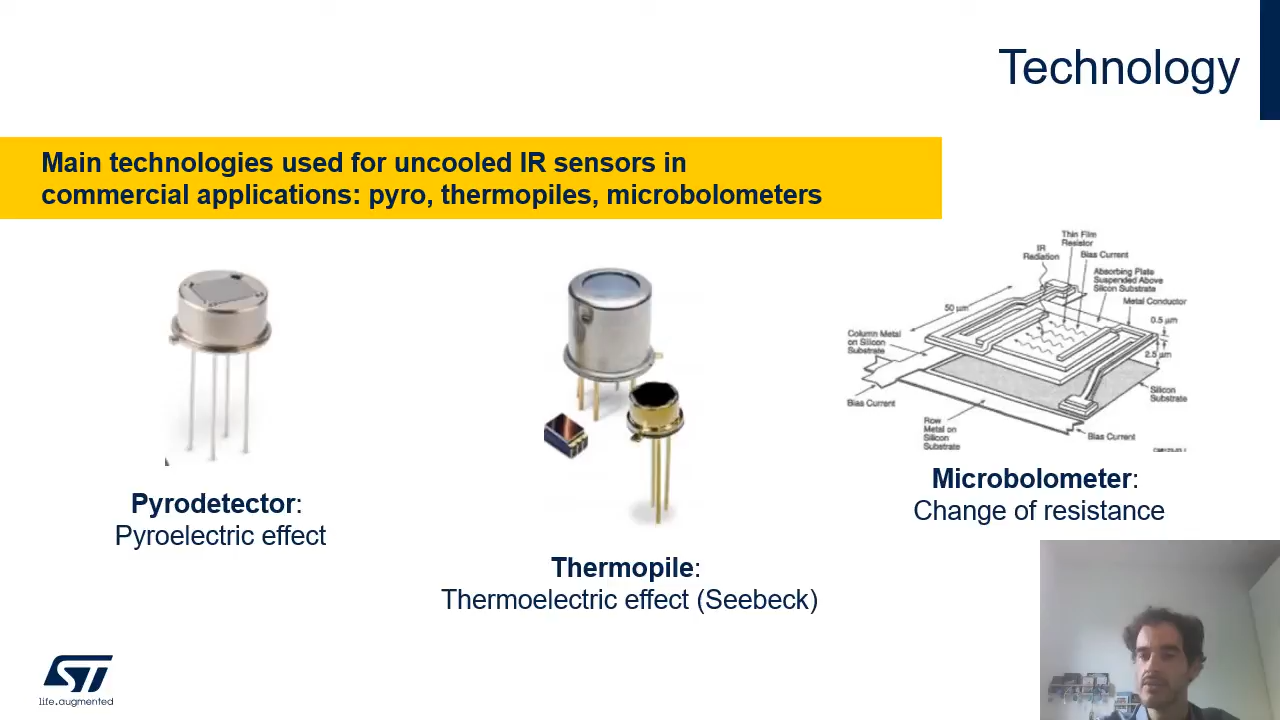 Technology
Main technologies used for uncooled IR sensors in
commercial applications: pyro, thermopiles, microbolometers
Thin Film
Resistor
IR
Radiation
Bias Current
Absorbing Plate
Suspended Above
Silicon Substrate
Metal Conductor
50 µm
0.5 µm
2.5 µm
Column Metal
on Silicon
Substrate
Bias Current
Silicon
Substrate
Row
Metal on
Silicon
Substrate
Bias Current
Pyrodetector:
Pyroelectric effect
Thermopile:
Thermoelectric effect (Seebeck)
Microbolometer:
Change of resistance
ST
life.augmented